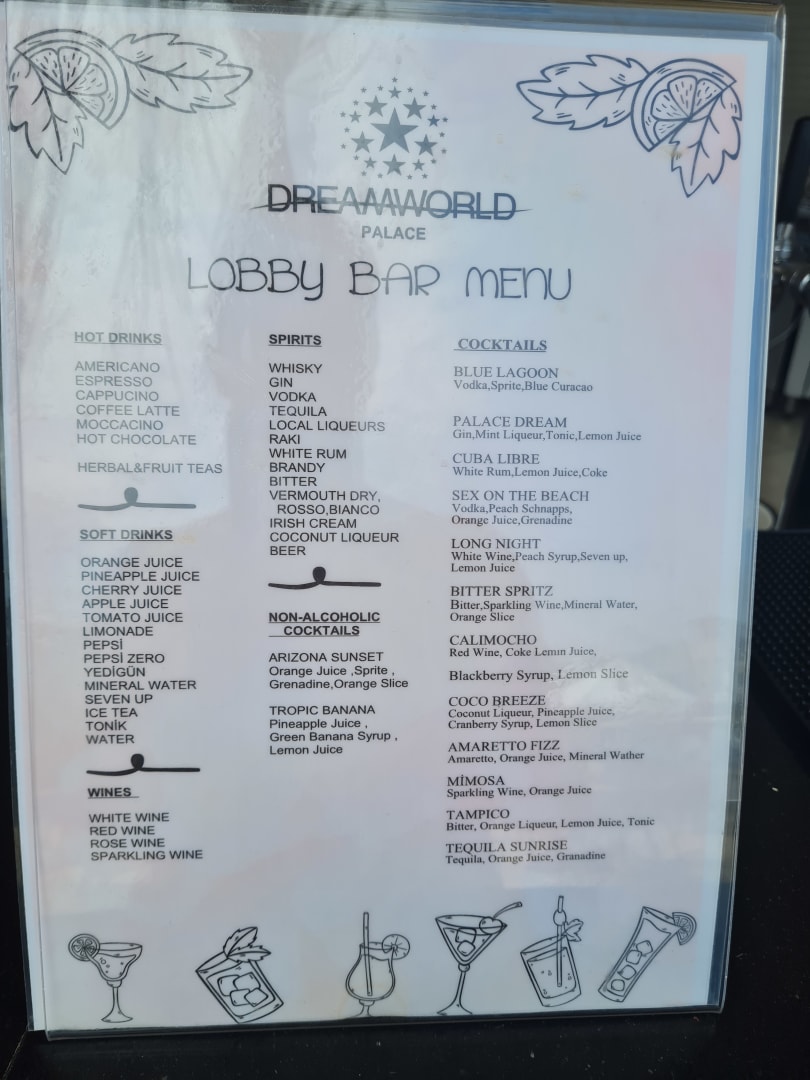 DREAMWORLD
PALACE
LOBBY BAR MENU
HOT DRINKS
AMERICANO
ESPRESSO
CAPPUCINO
COFFEE LATTE
MOCCACINO
HOT CHOCOLATE
HERBAL&FRUIT TEAS
SOFT DRINKS
ORANGE JUICE
PINEAPPLE JUICE
CHERRY JUICE
APPLE JUICE
TOMATO JUICE
LIMONADE
PEPSİ
PEPSİ ZERO
YEDİGÜN
MINERAL WATER
SEVEN UP
ICE TEA
TONİK
WATER
WINES
WHITE WINE
RED WINE
ROSE WINE
SPARKLING WINE
SPIRITS
WHISKY
GIN
VODKA
TEQUILA
LOCAL LIQUEURS
RAKI
WHITE RUM
BRANDY
BITTER
VERMOUTH DRY,
ROSSO,BIANCO
IRISH CREAM
COCONUT LIQUEUR
BEER
NON-ALCOHOLIC
COCKTAILS
ARIZONA SUNSET
Orange Juice ,Sprite ,
Grenadine,Orange Slice
TROPIC BANANA
Pineapple Juice ,
Green Banana Syrup ,
Lemon Juice
COCKTAILS
BLUE LAGOON
Vodka,Sprite,Blue Curacao
PALACE DREAM
Gin,Mint Liqueur,Tonic,Lemon Juice
CUBA LIBRE
White Rum,Lemon Juice,Coke
SEX ON THE BEACH
Vodka,Peach Schnapps,
Orange Juice,Grenadine
LONG NIGHT
White Wine,Peach Syrup,Seven up,
Lemon Juice
BITTER SPRITZ
Bitter,Sparkling Wine,Mineral Water,
Orange Slice
CALIMOCHO
Red Wine, Coke Lemın Juice,
Blackberry Syrup, Lemon Slice
COCO BREEZE
Coconut Liqueur, Pineapple Juice,
Cranberry Syrup, Lemon Slice
AMARETTO FIZZ
Amaretto, Orange Juice, Mineral Wather
MİMOSA
Sparkling Wine, Orange Juice
TAMPICO
Bitter, Orange Liqueur, Lemon Juice, Tonic
TEQUILA SUNRISE
Tequila, Orange Juice, Granadine